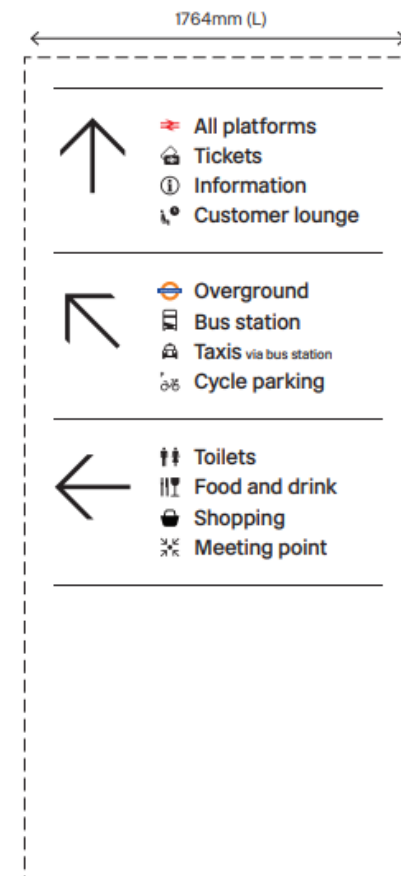 1764mm (L)
All platforms
Tickets
Information
Customer lounge
Overground
Bus station
Taxis via bus station
Cycle parking
Toilets
Food and drink
Shopping
Meeting point